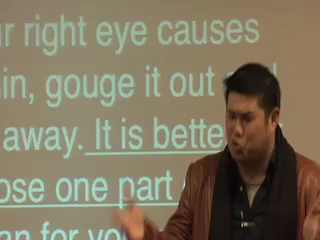 r right eye causes
in, gouge it out
away. It is bette
ose one part
an for yo